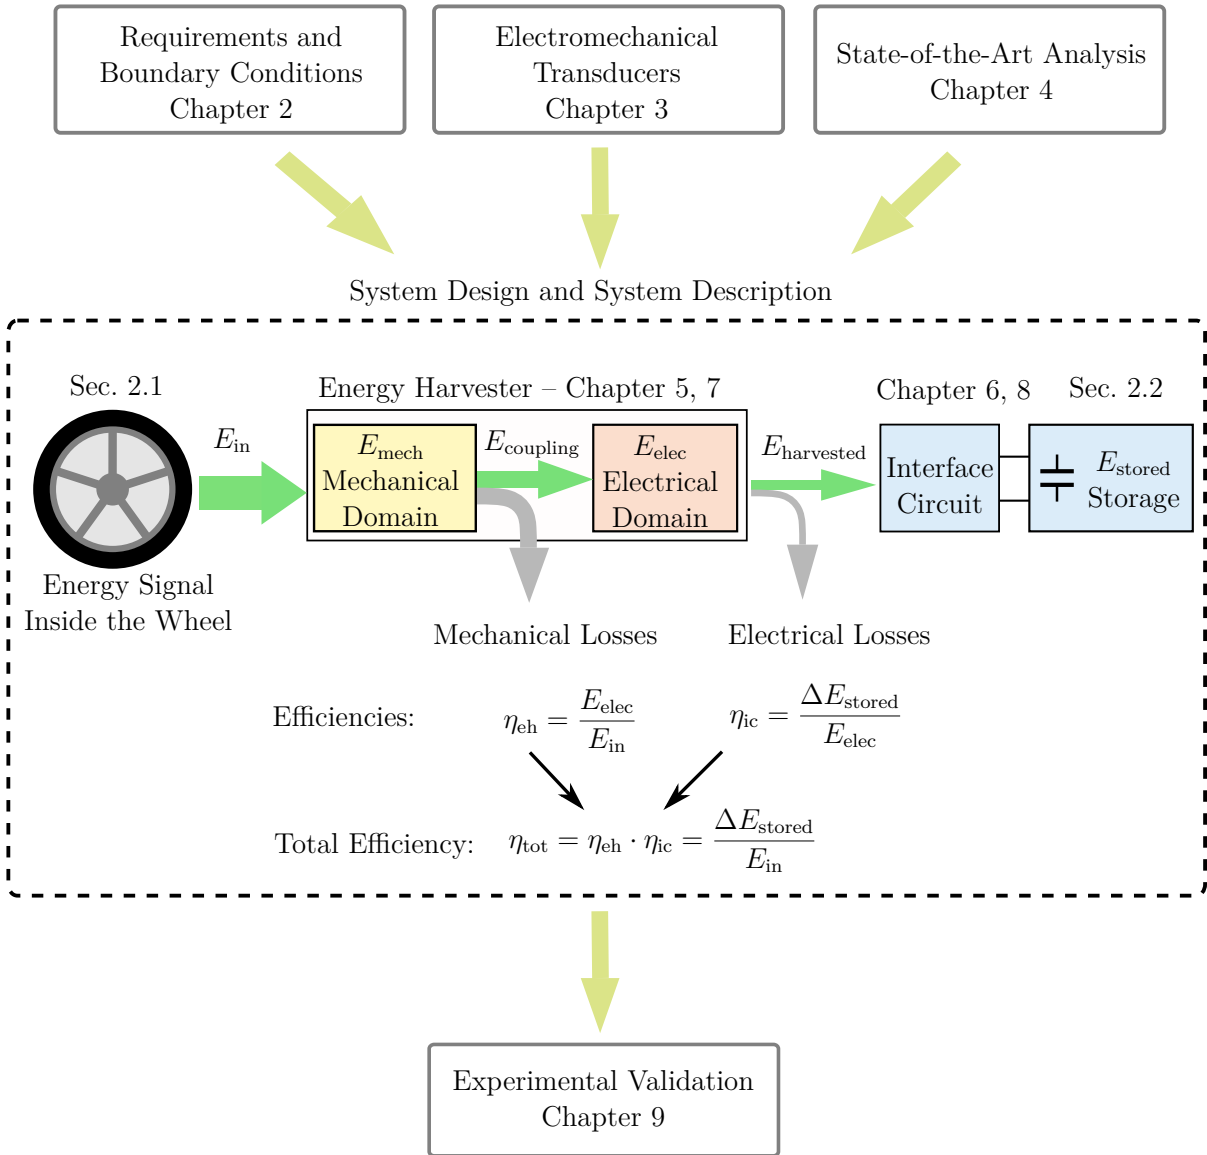 Requirements and
Boundary Conditions
Chapter 2
Electromechanical
Transducers
Chapter 3
State-of-the-Art Analysis
Chapter 4
System Design and System Description
Sec. 2.1
Energy Harvester – Chapter 5, 7
Chapter 6, 8
Sec. 2.2
E_in
E_mech
Mechanical
Domain
E_coupling
E_elec
Electrical
Domain
E_harvested
Interface
Circuit
E_stored
Storage
Energy Signal
Inside the Wheel
Mechanical Losses
Electrical Losses
Efficiencies:
η_eh = E_elec / E_in
η_ic = ΔE_stored / E_elec
Total Efficiency:
η_tot = η_eh · η_ic = ΔE_stored / E_in
Experimental Validation
Chapter 9